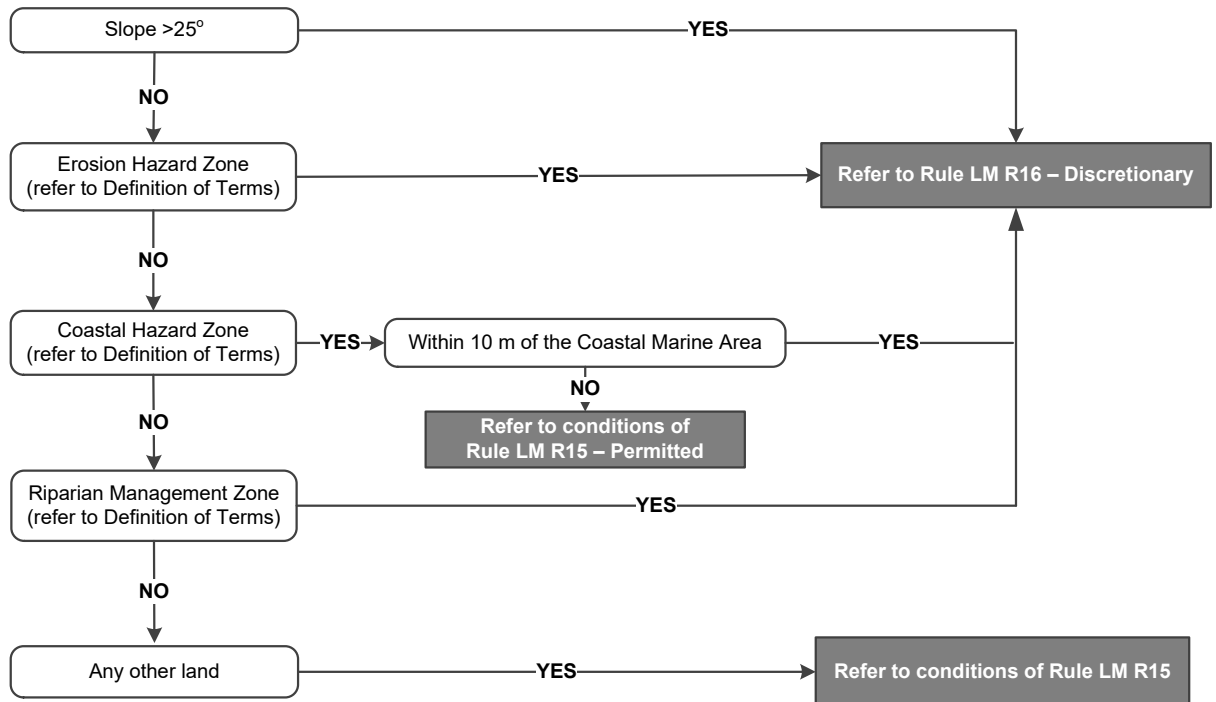 Slope >25°
YES
NO
Erosion Hazard Zone
(refer to Definition of Terms)
YES
Refer to Rule LM R16 – Discretionary
NO
Coastal Hazard Zone
(refer to Definition of Terms)
YES
Within 10 m of the Coastal Marine Area
YES
NO
Refer to conditions of
Rule LM R15 – Permitted
NO
Riparian Management Zone
(refer to Definition of Terms)
YES
NO
Any other land
YES
Refer to conditions of Rule LM R15